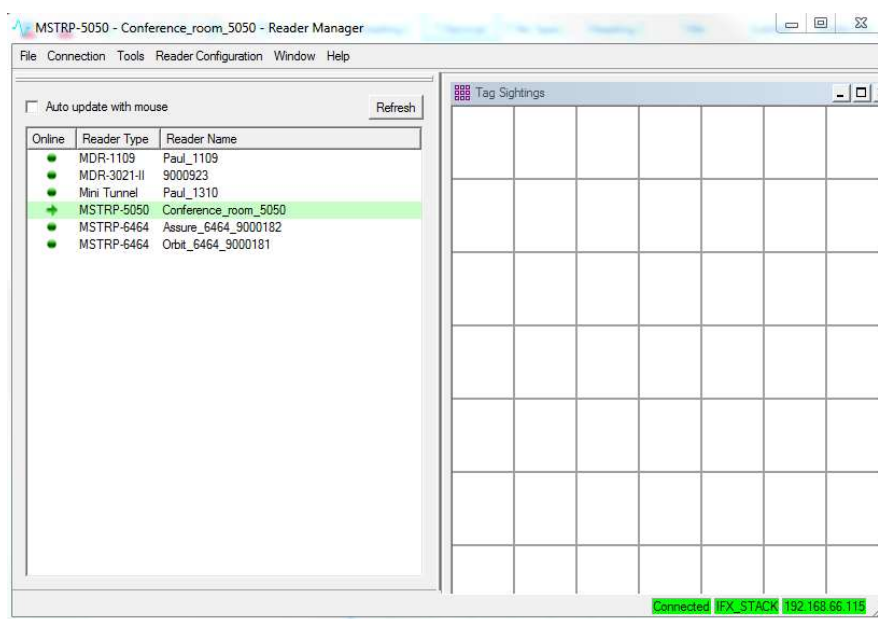 MSTRP-5050 - Conference_room_5050 - Reader Manager
File Connection Tools Reader Configuration Window Help
Auto update with mouse
Refresh
Online Reader Type Reader Name
MDR-1109 Paul_1109
MDR-3021-II 9000923
Mini Tunnel Paul_1310
MSTRP-5050 Conference_room_5050
MSTRP-6464 Assure_6464_9000182
MSTRP-6464 Orbit_6464_9000181
Tag Sightings
Connected IFX_STACK 192.168.66.115